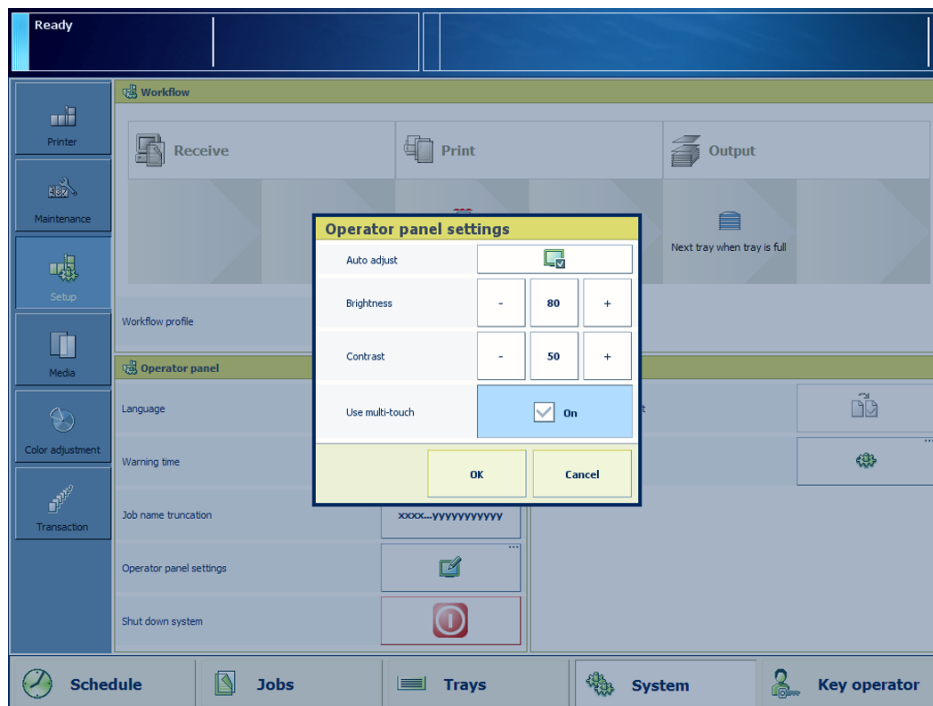 Ready
Printer
Maintenance
Setup
Media
Color adjustment
Transaction
Workflow
Receive
Print
Output
Next tray when tray is full
Workflow profile
Operator panel
Language
Warning time
Job name truncation
xxxx...yyyyyyyyyyy
Operator panel settings
...
Shut down system
...
Operator panel settings
Auto adjust
Brightness
- 80 +
Contrast
- 50 +
Use multi-touch
On
OK
Cancel
Schedule
Jobs
Trays
System
Key operator